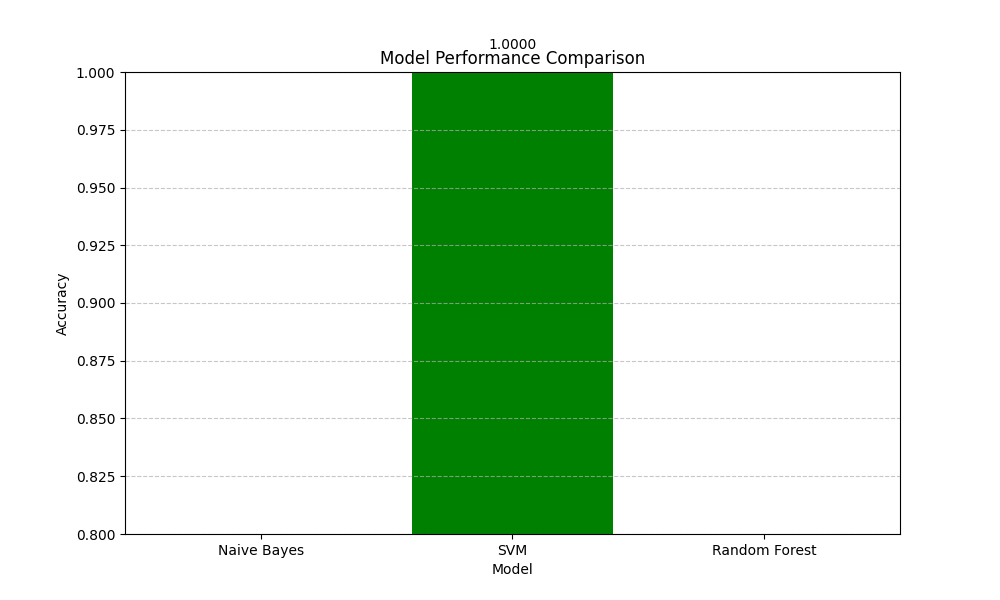 1.0000
Model Performance Comparison
1.000
0.975
0.950
0.925
0.900
0.875
0.850
0.825
0.800
Accuracy
Naive Bayes SVM Random Forest
Model